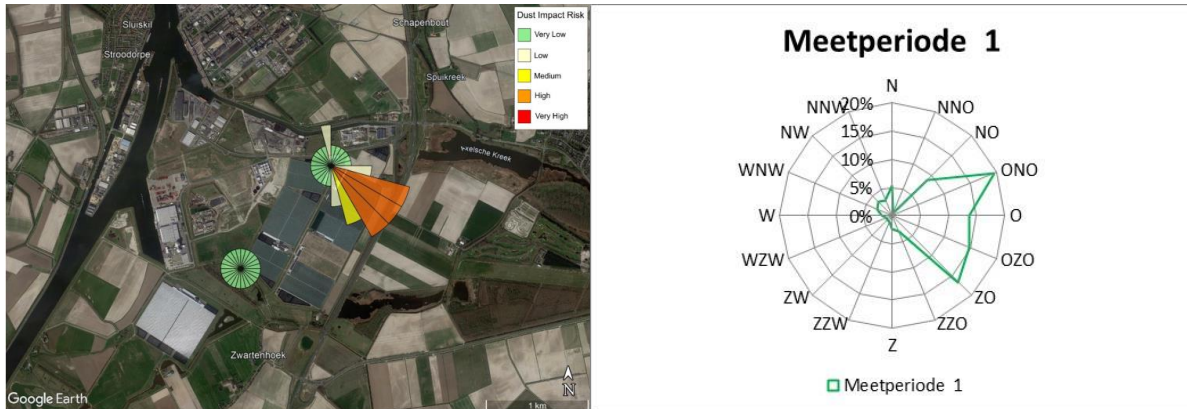 Sluiskil
Schapenbout
Stroodorpe
Spuikreek
Axelsche Kreek
Zwartenhoek
Google Earth
N
1 km
Dust Impact Risk
Very Low
Low
Medium
High
Very High
Meetperiode 1
N
NNW
NNO
NW
NO
WNW
ONO
W
O
WZW
OZO
ZW
ZO
ZZW
ZZO
Z
20%
15%
10%
5%
0%
Meetperiode 1